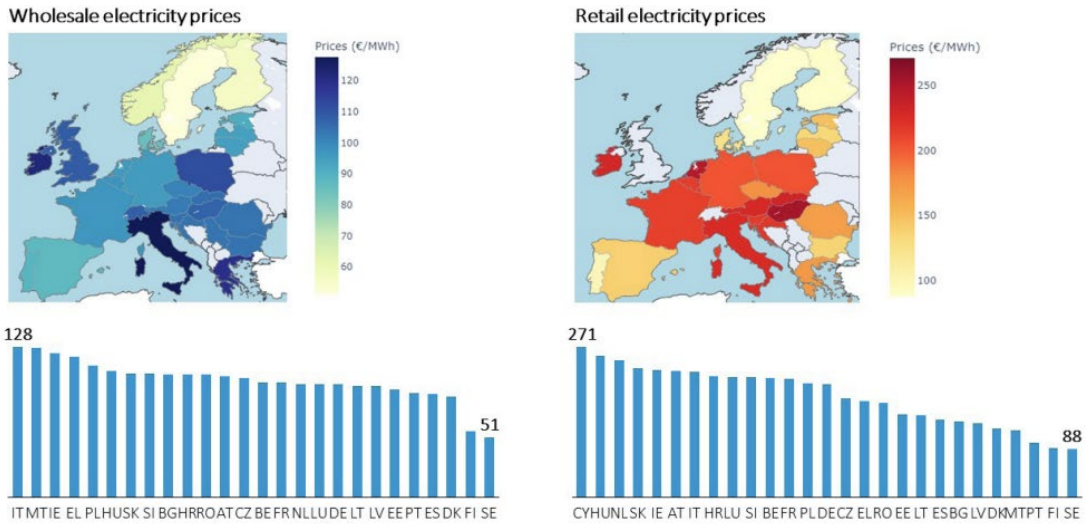 Wholesale electricity prices
Prices (€/MWh)
120
110
100
90
80
70
60
128
51
IT MT IE EL PL HU SK SI BG HR RO AT CZ BE FR NL LU DE LT LV EE PT ES DK FI SE
Retail electricity prices
Prices (€/MWh)
250
200
150
100
271
88
CY HU NL SK IE AT IT HR LU SI BE FR PL DE CZ EL RO EE LT ES BG LV DK MT PT FI SE